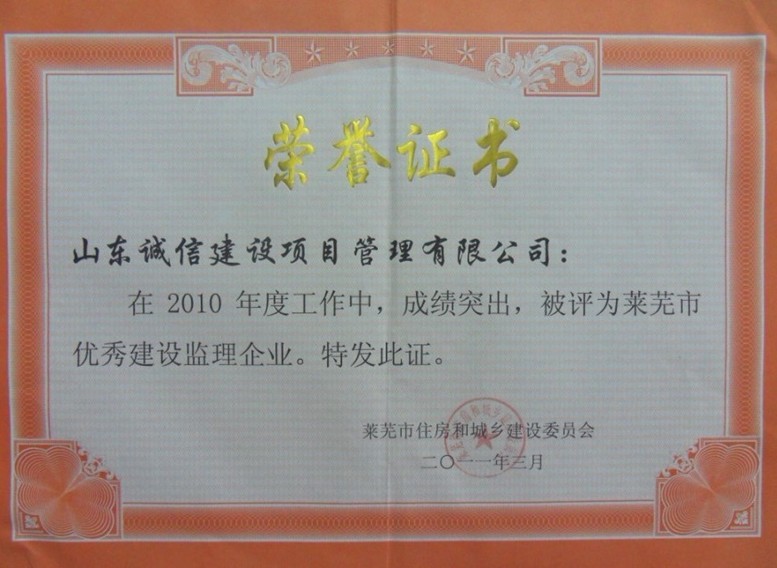 荣誉证书
山东诚信建设项目管理有限公司：
在 2010 年度工作中，成绩突出，被评为莱芜市
优秀建设监理企业。特发此证。
莱芜市住房和城乡建设委员会
二〇一一年三月